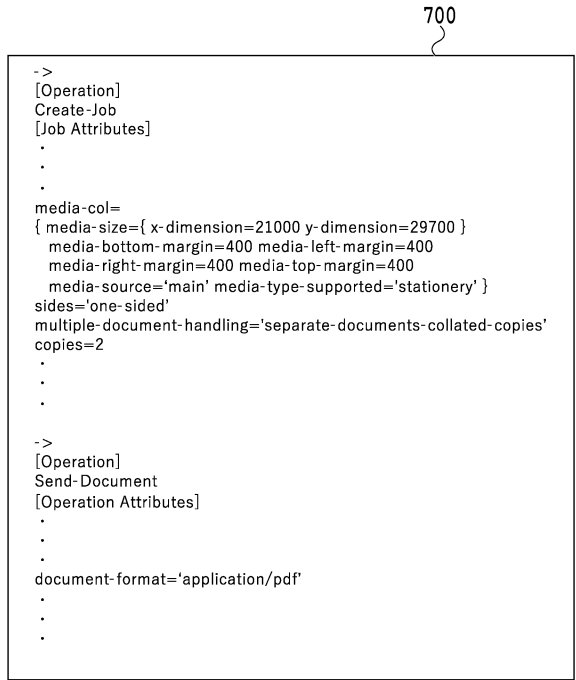 700
->
[Operation]
Create-Job
[Job Attributes]
・
・
・
media-col=
{ media-size={ x-dimension=21000 y-dimension=29700 }
media-bottom-margin=400 media-left-margin=400
media-right-margin=400 media-top-margin=400
media-source=‘main’ media-type-supported='stationery’ }
sides='one-sided’
multiple-document-handling='separate-documents-collated-copies’
copies=2
・
・
・
->
[Operation]
Send-Document
[Operation Attributes]
・
・
・
document-format=‘application/pdf’
・
・
・